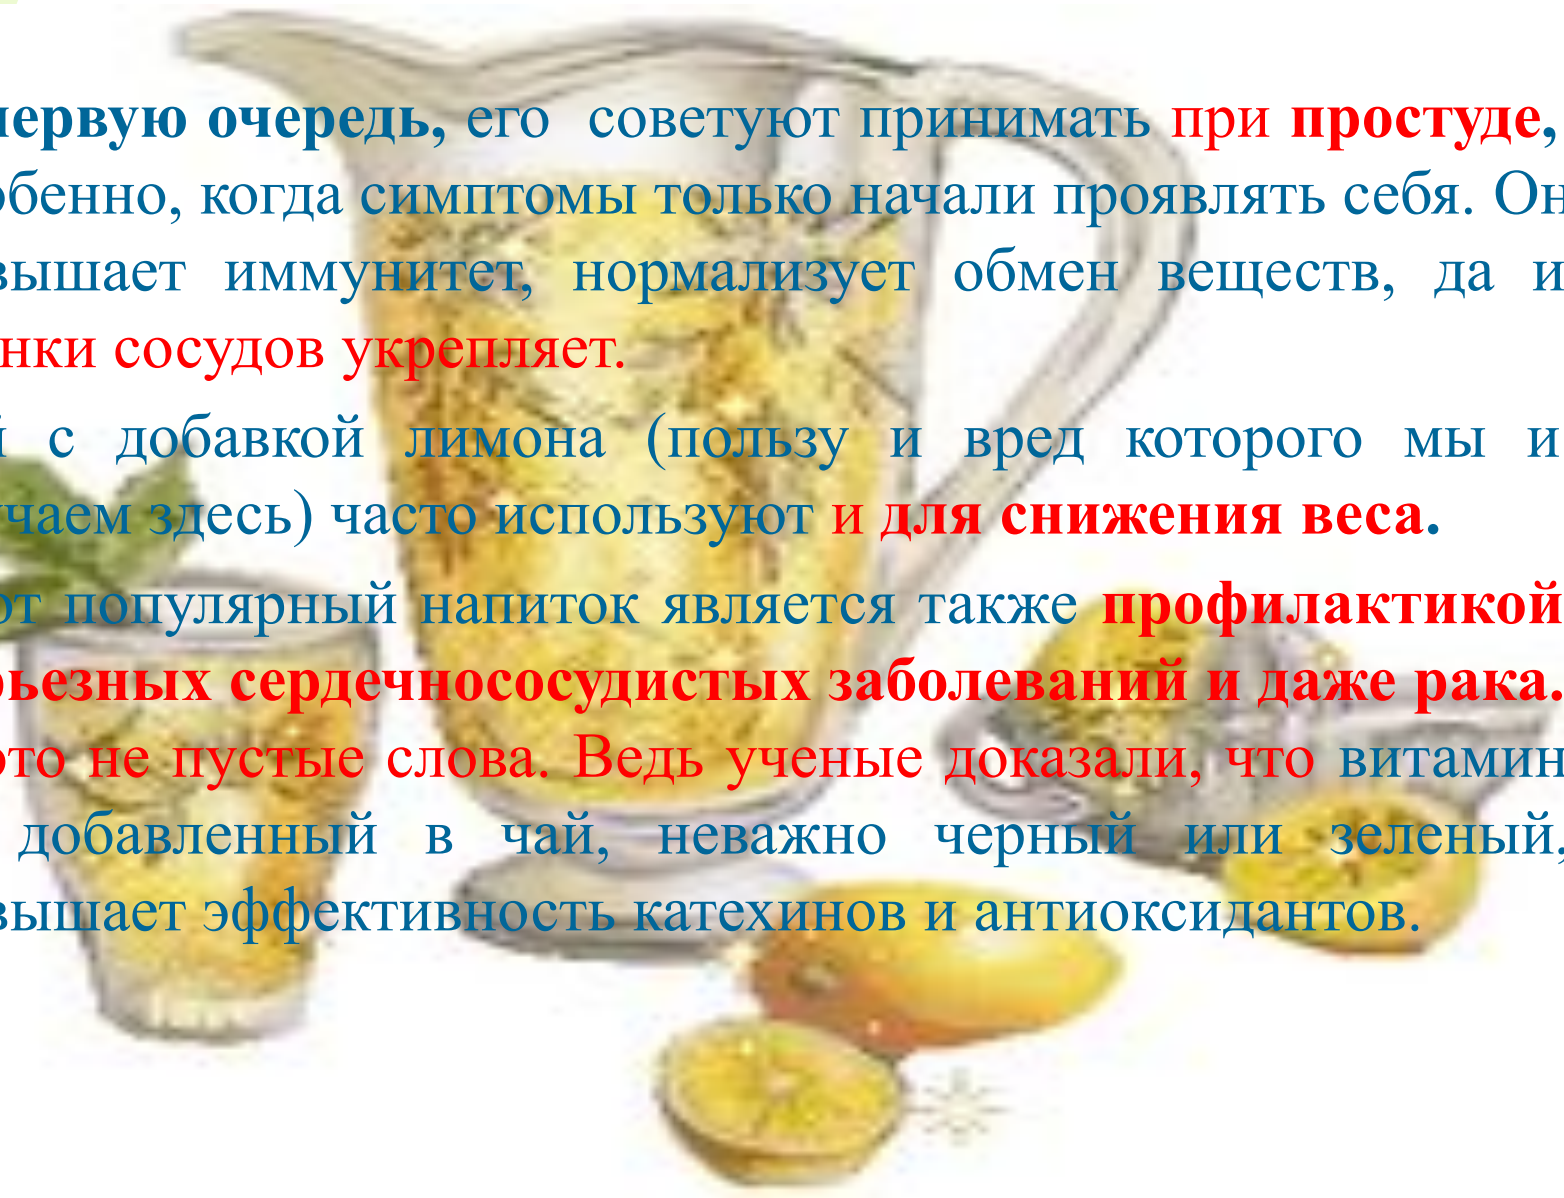 первую очередь, его советуют принимать при простуде,
обенно, когда симптомы только начали проявлять себя. Он
вышает иммунитет, нормализует обмен веществ, да и
нки сосудов укрепляет.
й с добавкой лимона (пользу и вред которого мы и
учаем здесь) часто используют и для снижения веса.
от популярный напиток является также профилактикой
рьезных сердечнососудистых заболеваний и даже рака.
это не пустые слова. Ведь ученые доказали, что витамин
добавленный в чай, неважно черный или зеленый,
вышает эффективность катехинов и антиоксидантов.